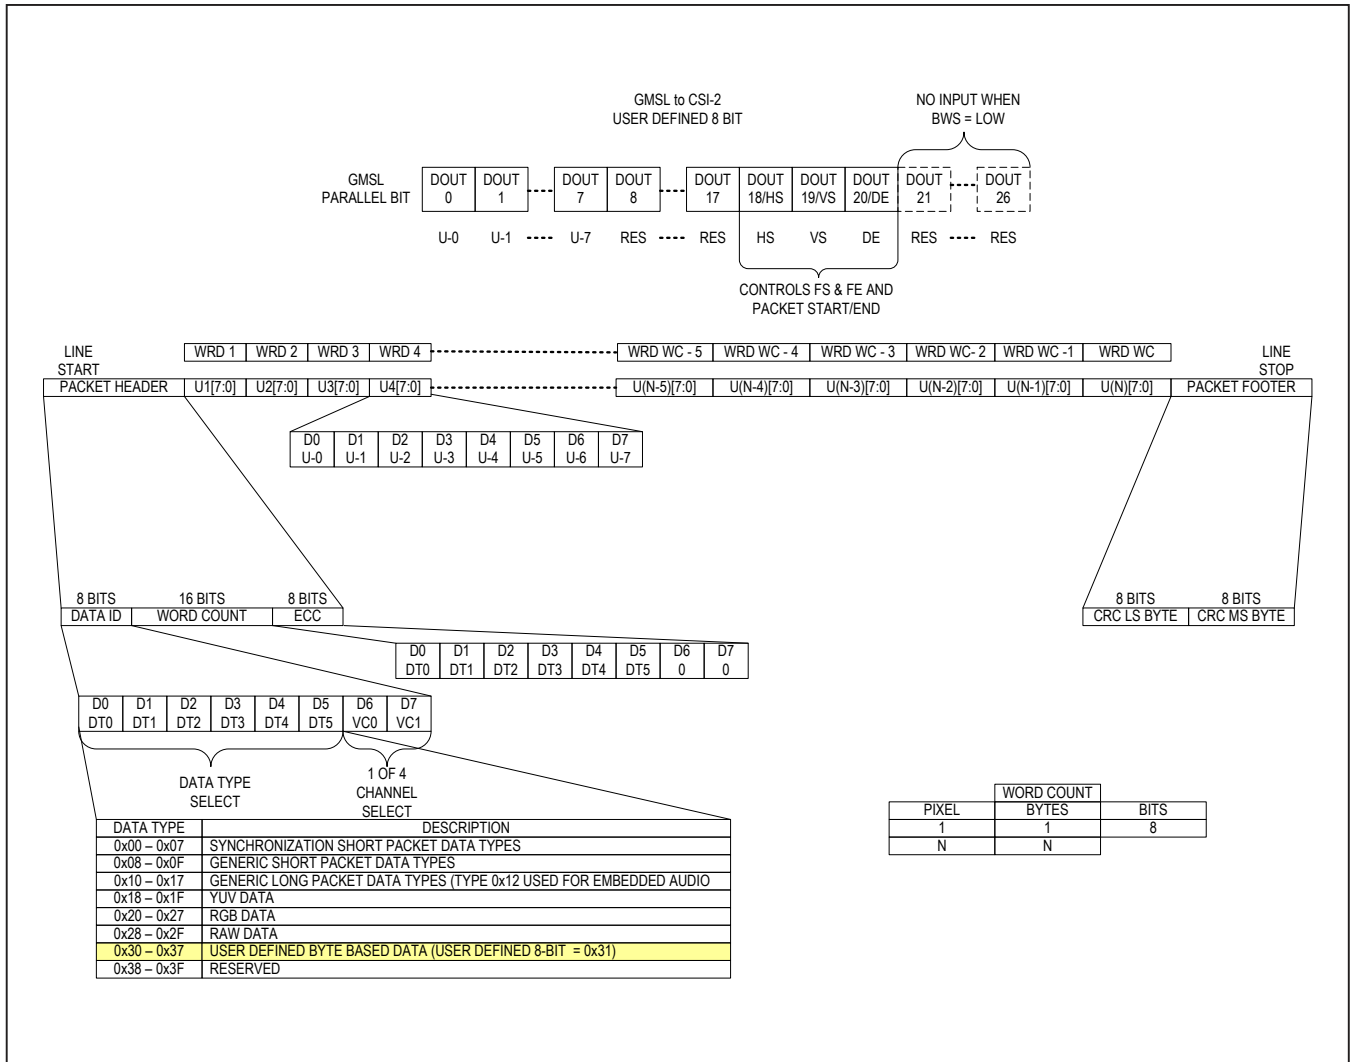 GMSL to CSI-2
USER DEFINED 8 BIT
NO INPUT WHEN
BWS = LOW
GMSL
PARALLEL BIT
DOUT 0 DOUT 1 DOUT 7 DOUT 8 DOUT 17 DOUT 18/HS DOUT 19/VS DOUT 20/DE DOUT 21 DOUT 26
U-0 U-1 U-7 RES RES HS VS DE RES RES
CONTROLS FS & FE AND
PACKET START/END
LINE
START
WRD 1 WRD 2 WRD 3 WRD 4 WRD WC - 5 WRD WC - 4 WRD WC - 3 WRD WC- 2 WRD WC -1 WRD WC
LINE
STOP
PACKET HEADER U1[7:0] U2[7:0] U3[7:0] U4[7:0] U(N-5)[7:0] U(N-4)[7:0] U(N-3)[7:0] U(N-2)[7:0] U(N-1)[7:0] U(N)[7:0] PACKET FOOTER
D0 D1 D2 D3 D4 D5 D6 D7
U-0 U-1 U-2 U-3 U-4 U-5 U-6 U-7
8 BITS 16 BITS 8 BITS
DATA ID WORD COUNT ECC
8 BITS 8 BITS
CRC LS BYTE CRC MS BYTE
D0 D1 D2 D3 D4 D5 D6 D7
DT0 DT1 DT2 DT3 DT4 DT5 0 0
D0 D1 D2 D3 D4 D5 D6 D7
DT0 DT1 DT2 DT3 DT4 DT5 VC0 VC1
DATA TYPE
SELECT
1 OF 4
CHANNEL
SELECT
DATA TYPE DESCRIPTION
0x00 – 0x07 SYNCHRONIZATION SHORT PACKET DATA TYPES
0x08 – 0x0F GENERIC SHORT PACKET DATA TYPES
0x10 – 0x17 GENERIC LONG PACKET DATA TYPES (TYPE 0x12 USED FOR EMBEDDED AUDIO
0x18 – 0x1F YUV DATA
0x20 – 0x27 RGB DATA
0x28 – 0x2F RAW DATA
0x30 – 0x37 USER DEFINED BYTE BASED DATA (USER DEFINED 8-BIT = 0x31)
0x38 – 0x3F RESERVED
WORD COUNT
PIXEL BYTES BITS
1 1 8
N N